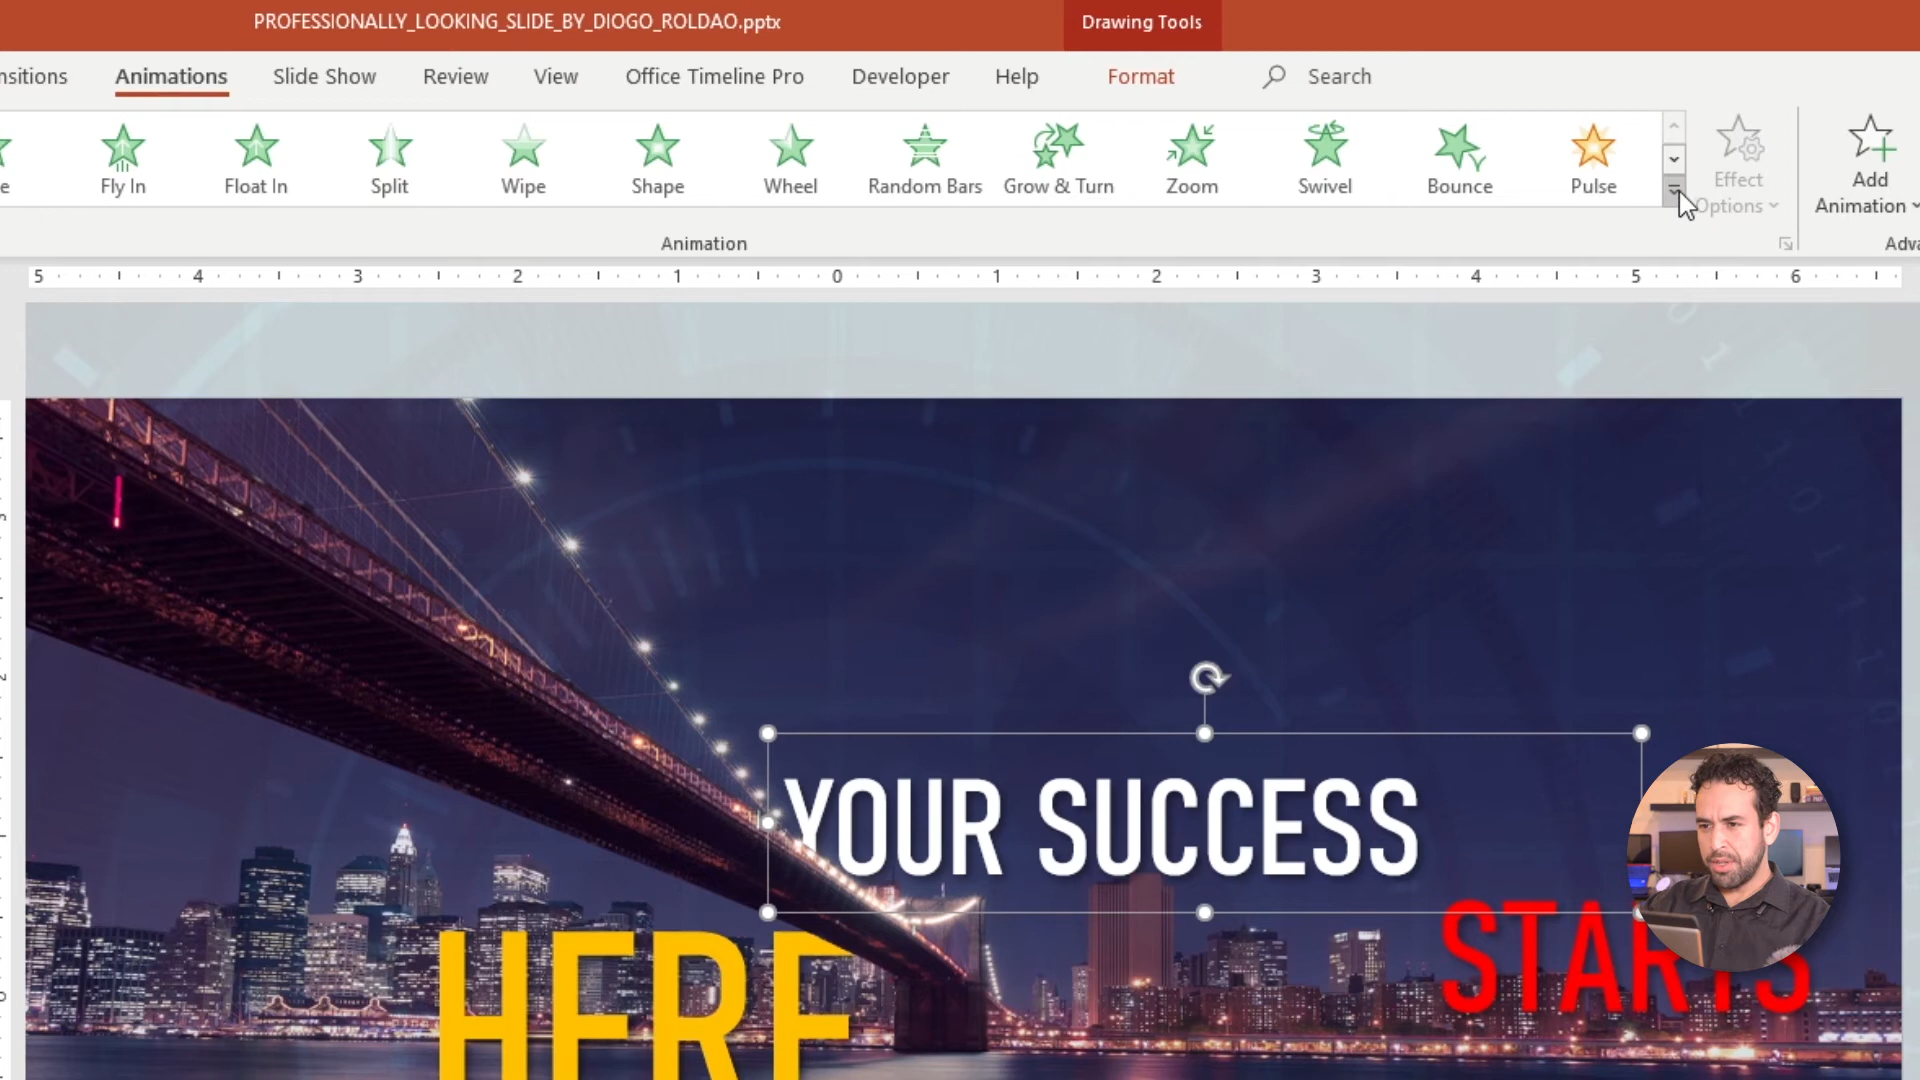 PROFESSIONALLY_LOOKING_SLIDE_BY_DIOGO_ROLDAO.pptx
Drawing Tools
nsitions Animations Slide Show Review View Office Timeline Pro Developer Help Format Search
e Fly In Float In Split Wipe Shape Wheel Random Bars Grow & Turn Zoom Swivel Bounce Pulse
Effect Options
Add Animation
Animation
Adva
5 4 3 2 1 0 1 2 3 4 5 6
YOUR SUCCESS
STARTS
HERE